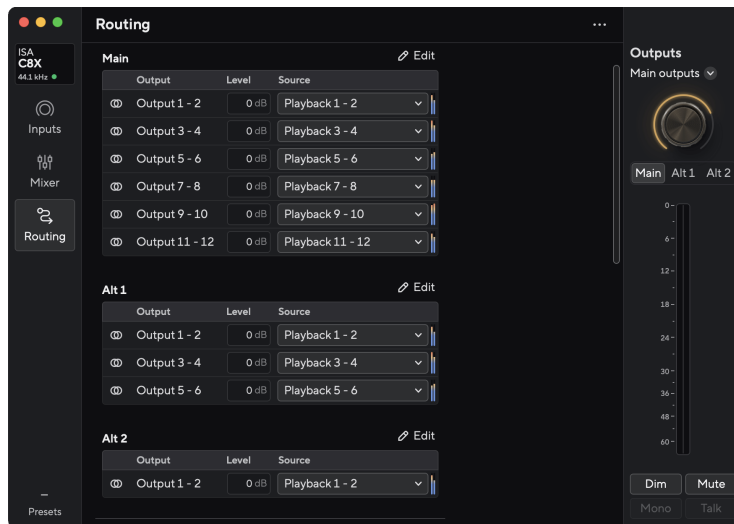 Routing
...
ISA
C8X
44.1 kHz
Inputs
Mixer
Routing
Presets
Main
Edit
Output Level Source
Output 1 - 2 0 dB Playback 1 - 2
Output 3 - 4 0 dB Playback 3 - 4
Output 5 - 6 0 dB Playback 5 - 6
Output 7 - 8 0 dB Playback 7 - 8
Output 9 - 10 0 dB Playback 9 - 10
Output 11 - 12 0 dB Playback 11 - 12
Alt 1
Edit
Output Level Source
Output 1 - 2 0 dB Playback 1 - 2
Output 3 - 4 0 dB Playback 3 - 4
Output 5 - 6 0 dB Playback 5 - 6
Alt 2
Edit
Output Level Source
Output 1 - 2 0 dB Playback 1 - 2
Outputs
Main outputs
Main Alt 1 Alt 2
0
6
12
18
24
30
36
48
60
Dim Mute
Mono Talk